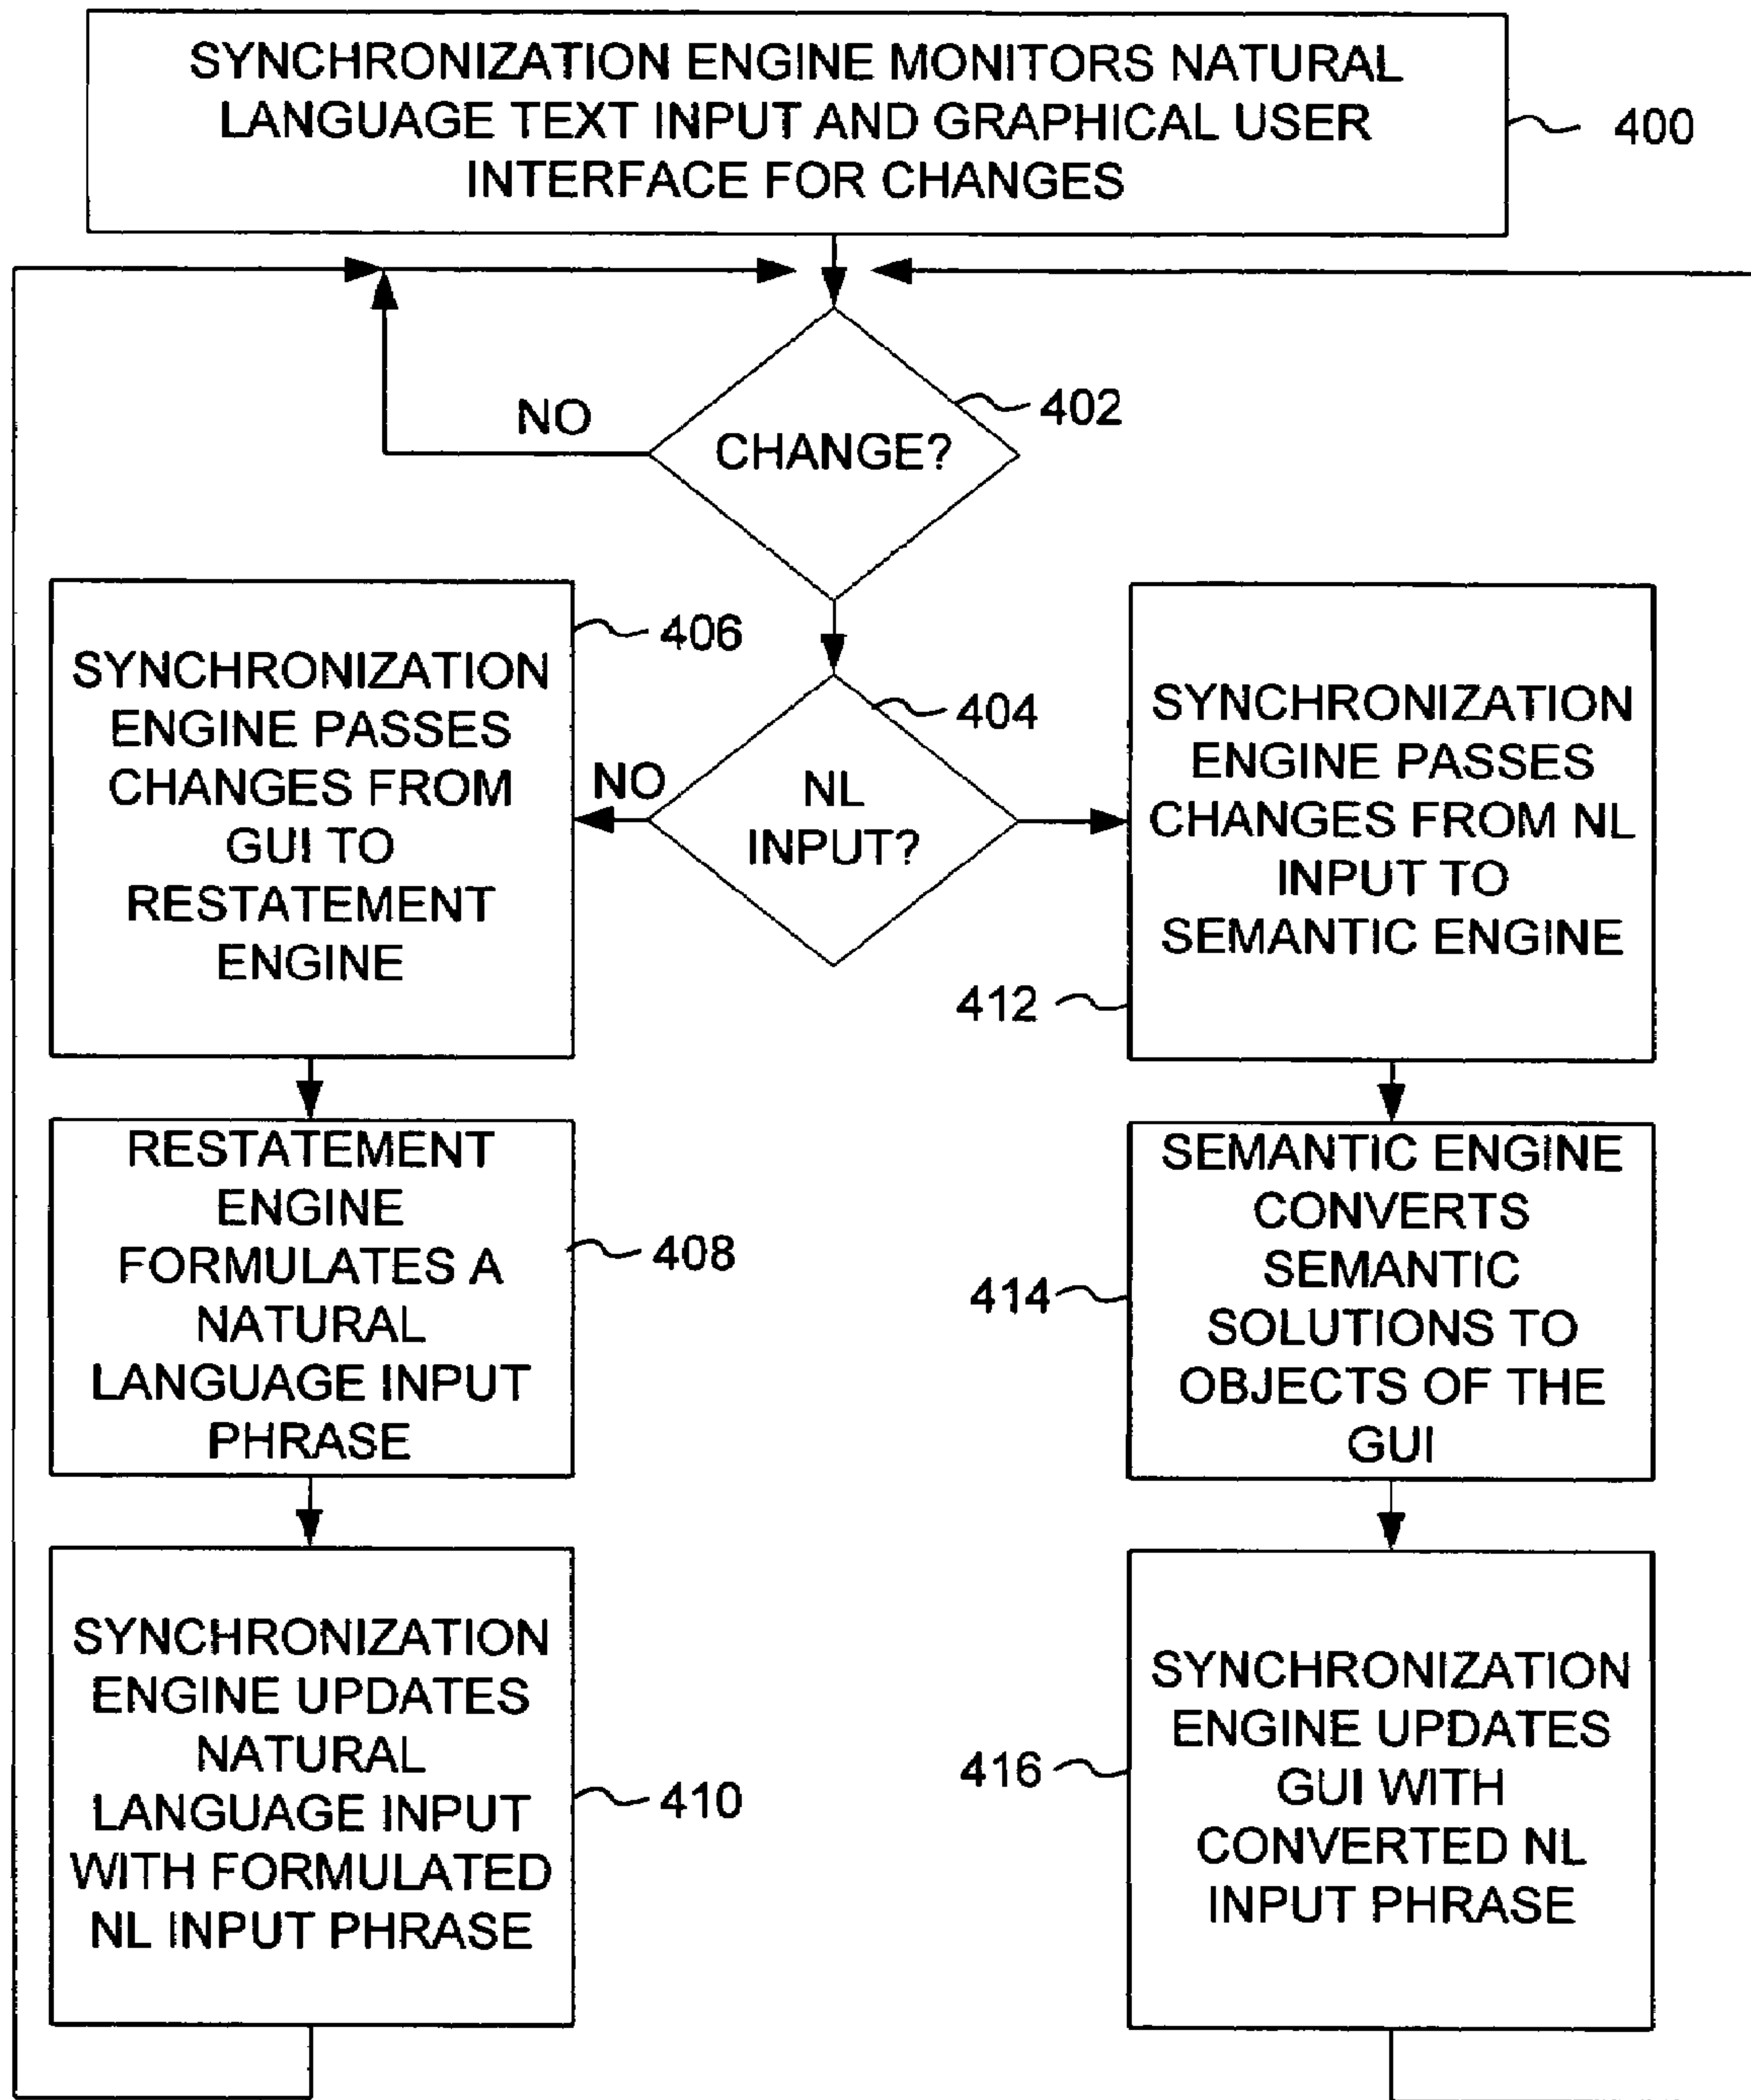 SYNCHRONIZATION ENGINE MONITORS NATURAL
LANGUAGE TEXT INPUT AND GRAPHICAL USER
INTERFACE FOR CHANGES
400
402
NO
CHANGE?
406
SYNCHRONIZATION
ENGINE PASSES
CHANGES FROM
GUI TO
RESTATEMENT
ENGINE
404
NO
NL
INPUT?
SYNCHRONIZATION
ENGINE PASSES
CHANGES FROM NL
INPUT TO
SEMANTIC ENGINE
412
RESTATEMENT
ENGINE
FORMULATES A
NATURAL
LANGUAGE INPUT
PHRASE
408
SEMANTIC ENGINE
CONVERTS
SEMANTIC
SOLUTIONS TO
OBJECTS OF THE
GUI
414
SYNCHRONIZATION
ENGINE UPDATES
NATURAL
LANGUAGE INPUT
WITH FORMULATED
NL INPUT PHRASE
410
SYNCHRONIZATION
ENGINE UPDATES
GUI WITH
CONVERTED NL
INPUT PHRASE
416